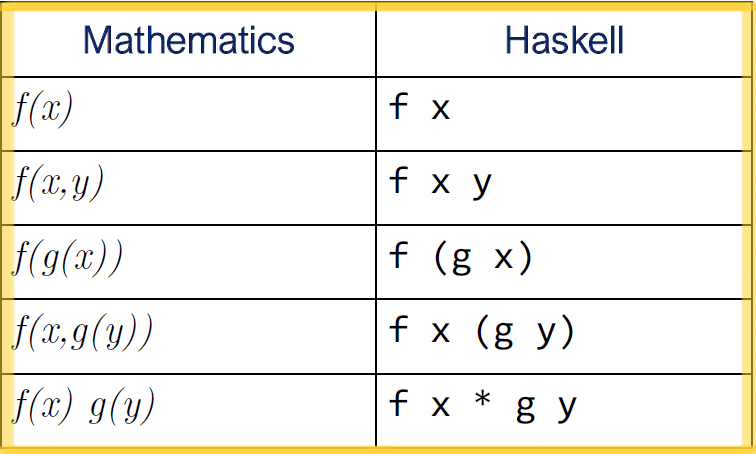 Mathematics Haskell
f(x) f x
f(x,y) f x y
f(g(x)) f (g x)
f(x,g(y)) f x (g y)
f(x) g(y) f x * g y